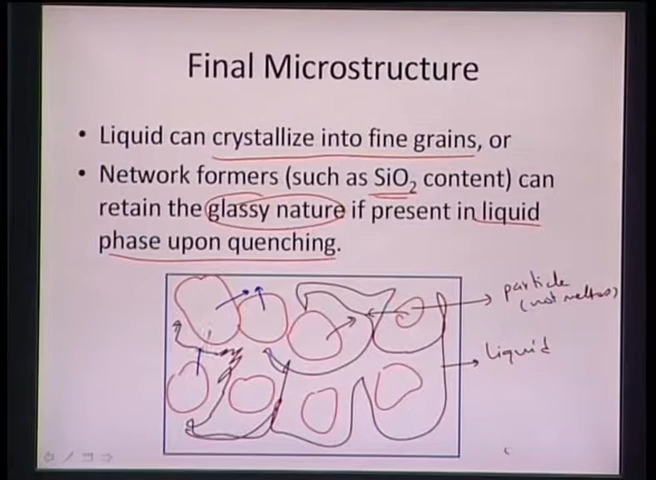 Final Microstructure
• Liquid can crystallize into fine grains, or
• Network formers (such as SiO2 content) can
retain the glassy nature if present in liquid
phase upon quenching.
particle
(not melted)
liquid